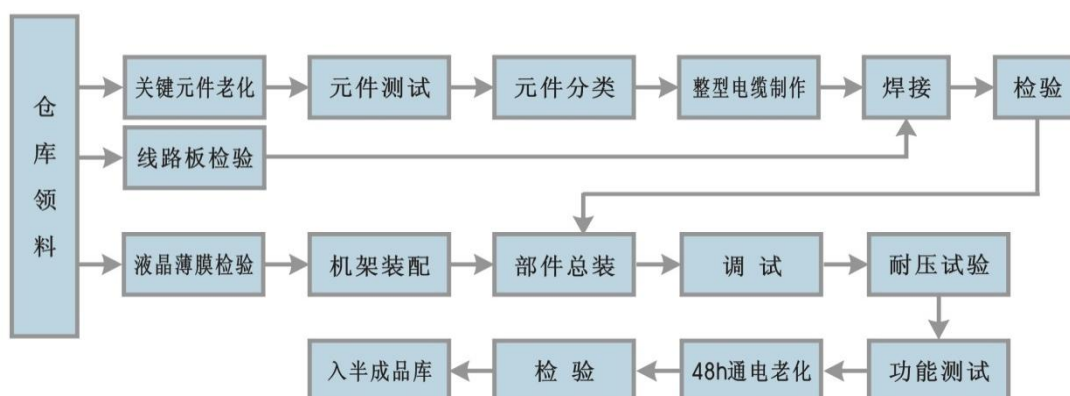 仓库领料
关键元件老化
元件测试
元件分类
整型电缆制作
焊接
检验
线路板检验
液晶薄膜检验
机架装配
部件总装
调试
耐压试验
入半成品库
检验
48h通电老化
功能测试